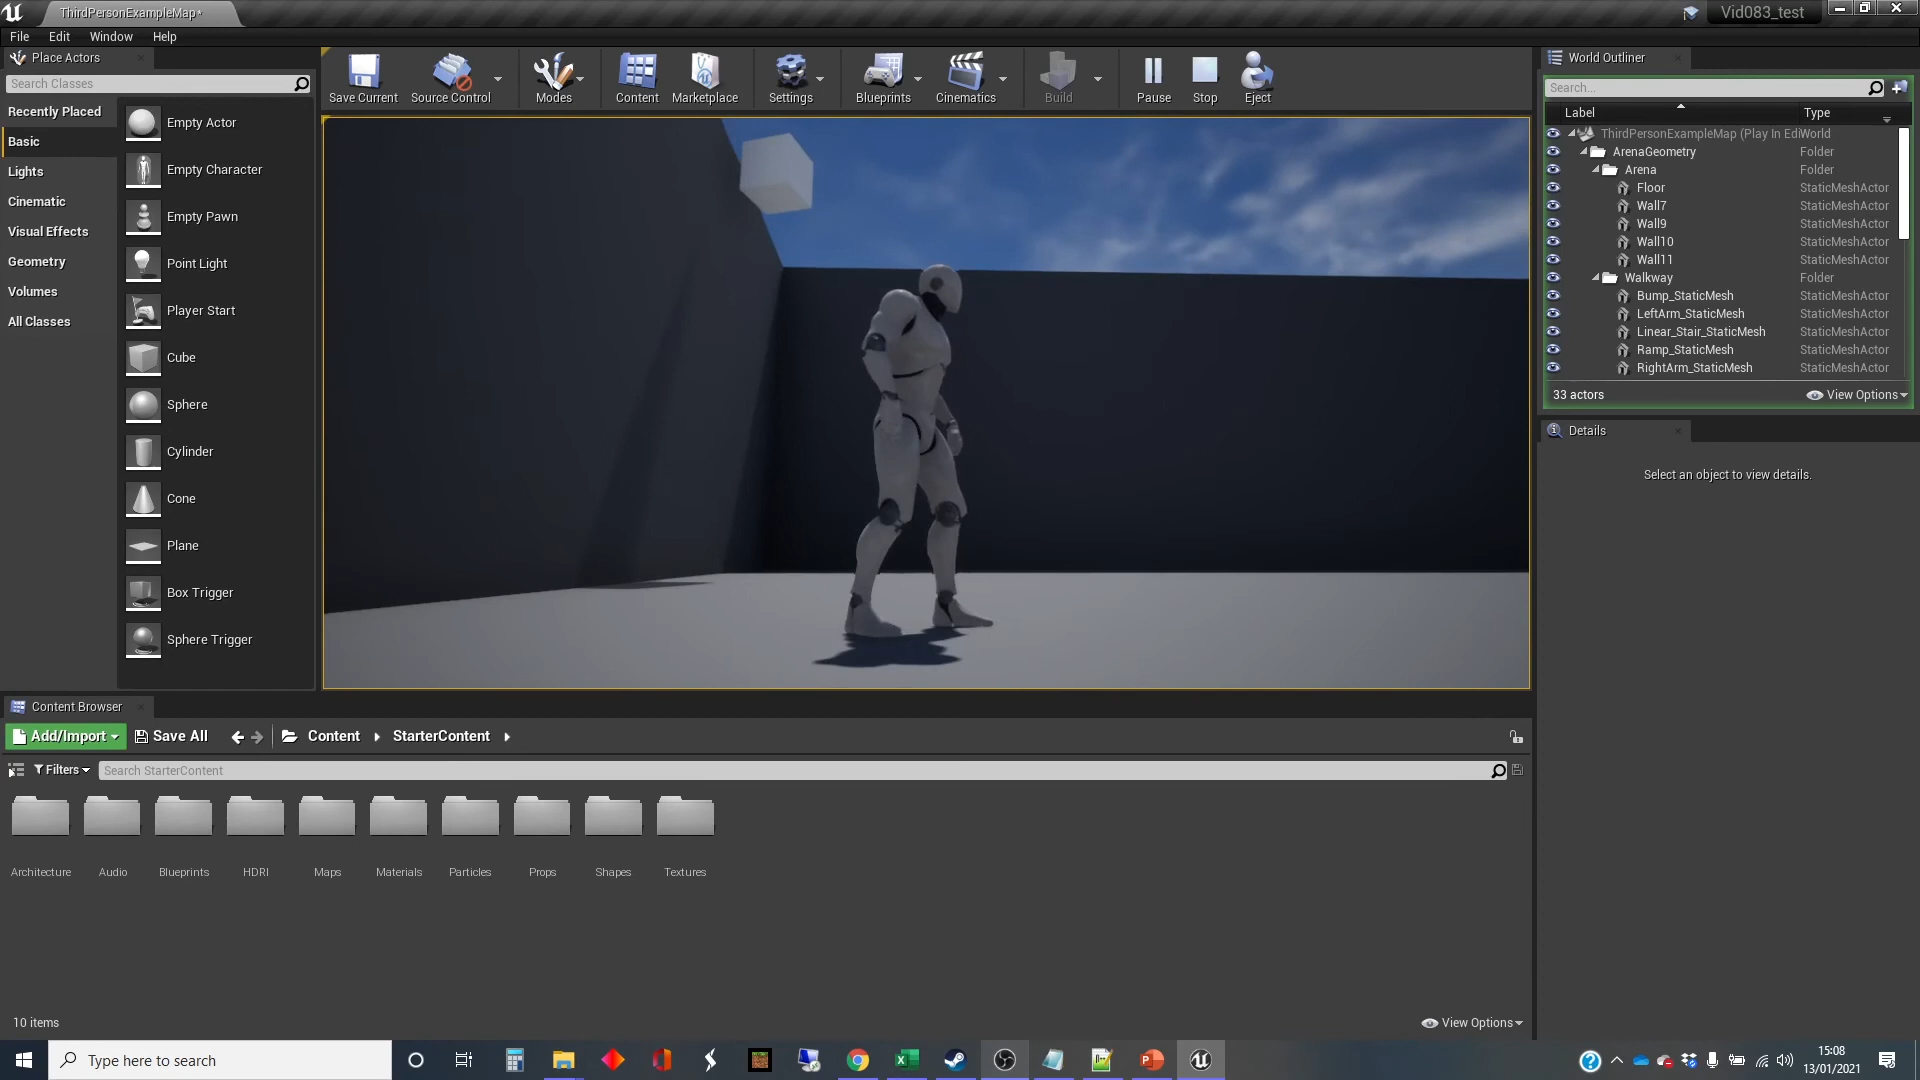 ThirdPersonExampleMap*
Vid083_test
File Edit Window Help
Place Actors
Search Classes
Recently Placed
Basic
Lights
Cinematic
Visual Effects
Geometry
Volumes
All Classes
Empty Actor
Empty Character
Empty Pawn
Point Light
Player Start
Cube
Sphere
Cylinder
Cone
Plane
Box Trigger
Sphere Trigger
Save Current Source Control Modes Content Marketplace Settings Blueprints Cinematics Build Pause Stop Eject
World Outliner
Search...
Label Type
ThirdPersonExampleMap (Play In Edi World
ArenaGeometry Folder
Arena Folder
Floor StaticMeshActor
Wall7 StaticMeshActor
Wall9 StaticMeshActor
Wall10 StaticMeshActor
Wall11 StaticMeshActor
Walkway Folder
Bump_StaticMesh StaticMeshActor
LeftArm_StaticMesh StaticMeshActor
Linear_Stair_StaticMesh StaticMeshActor
Ramp_StaticMesh StaticMeshActor
RightArm_StaticMesh StaticMeshActor
33 actors View Options
Details
Select an object to view details.
Content Browser
Add/Import Save All Content StarterContent
Filters Search StarterContent
Architecture Audio Blueprints HDRI Maps Materials Particles Props Shapes Textures
10 items View Options
Type here to search
15:08
13/01/2021